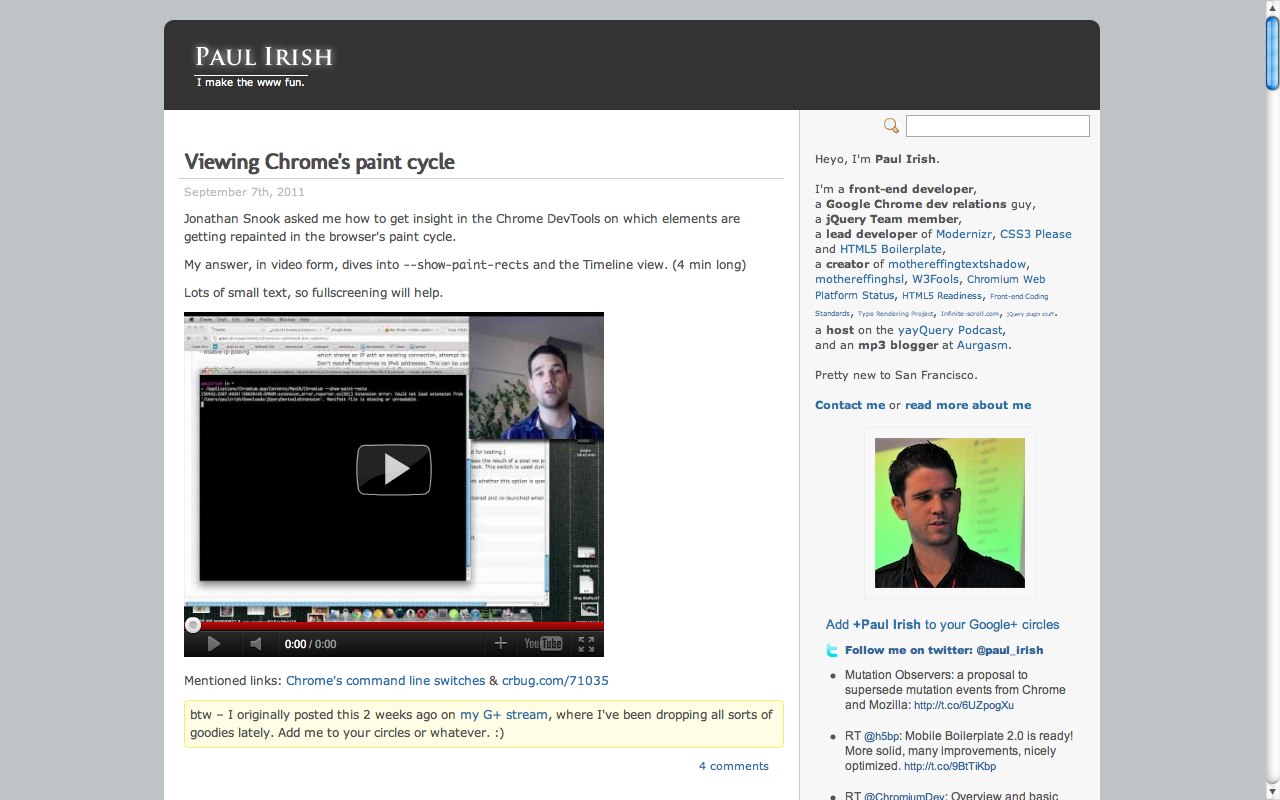 Paul Irish
I make the www fun.
Viewing Chrome's paint cycle
September 7th, 2011
Jonathan Snook asked me how to get insight in the Chrome DevTools on which elements are
getting repainted in the browser's paint cycle.
My answer, in video form, dives into --show-paint-rects and the Timeline view. (4 min long)
Lots of small text, so fullscreening will help.
0:00 / 0:00
YouTube
Mentioned links: Chrome's command line switches & crbug.com/71035
btw – I originally posted this 2 weeks ago on my G+ stream, where I've been dropping all sorts of
goodies lately. Add me to your circles or whatever. :)
4 comments
Heyo, I'm Paul Irish.
I'm a front-end developer,
a Google Chrome dev relations guy,
a jQuery Team member,
a lead developer of Modernizr, CSS3 Please
and HTML5 Boilerplate,
a creator of mothereffingtextshadow,
mothereffinghsl, W3Fools, Chromium Web
Platform Status, HTML5 Readiness, Front-end Coding
Standards, Type Rendering Project, Infinite-scroll.com, jQuery plugin stuff.
a host on the yayQuery Podcast,
and an mp3 blogger at Aurgasm.
Pretty new to San Francisco.
Contact me or read more about me
Add +Paul Irish to your Google+ circles
Follow me on twitter: @paul_irish
Mutation Observers: a proposal to
supersede mutation events from Chrome
and Mozilla: http://t.co/6UZpogXu
RT @h5bp: Mobile Boilerplate 2.0 is ready!
More solid, many improvements, nicely
optimized. http://t.co/9BtTiKbp
RT @ChromiumDev: Overview and basic